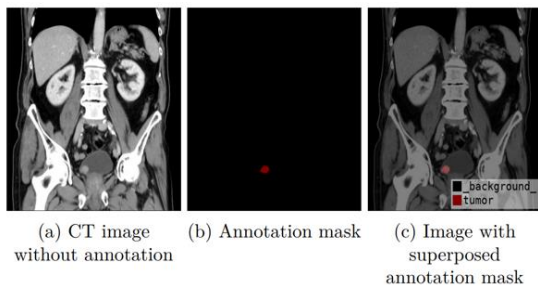 _background_
tumor
(a) CT image
without annotation
(b) Annotation mask
(c) Image with
superposed
annotation mask